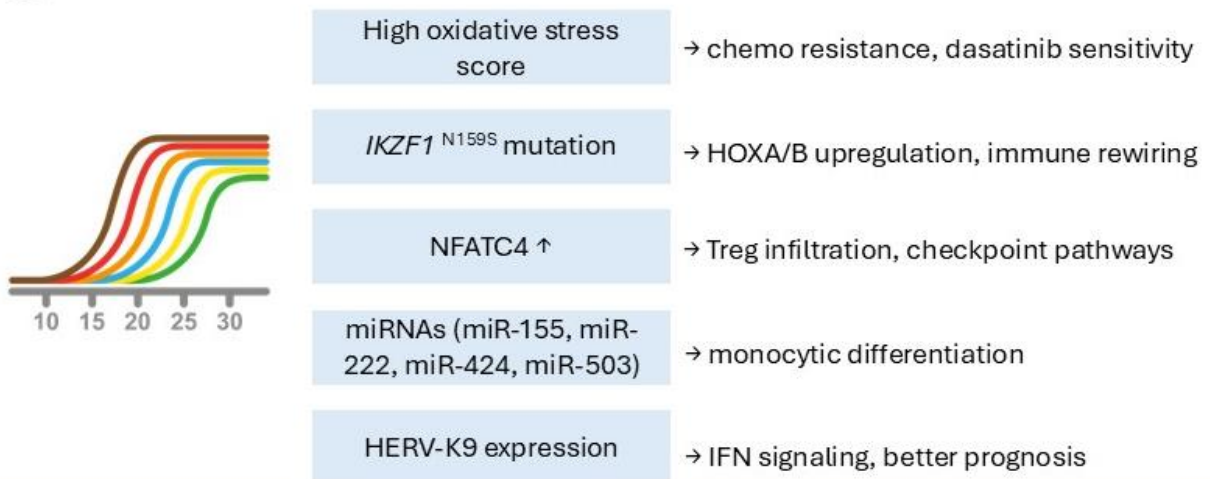 High oxidative stress
score
→ chemo resistance, dasatinib sensitivity
IKZF1 N159S mutation
→ HOXA/B upregulation, immune rewiring
NFATC4 ↑
→ Treg infiltration, checkpoint pathways
miRNAs (miR-155, miR-
222, miR-424, miR-503)
→ monocytic differentiation
HERV-K9 expression
→ IFN signaling, better prognosis
10 15 20 25 30